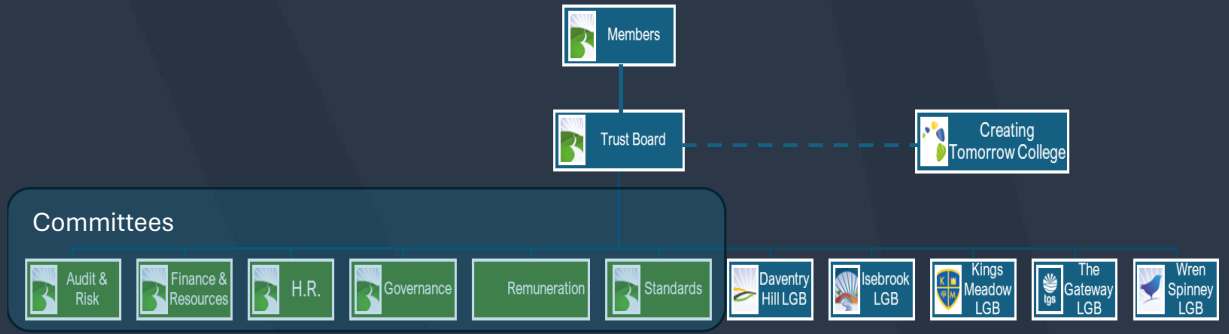 Members
Trust Board
Creating
Tomorrow College
Committees
Audit &
Risk
Finance &
Resources
H.R.
Governance
Remuneration
Standards
Daventry
Hill LGB
Isebrook
LGB
K
M
Kings
Meadow
LGB
tgs
The
Gateway
LGB
Wren
Spinney
LGB